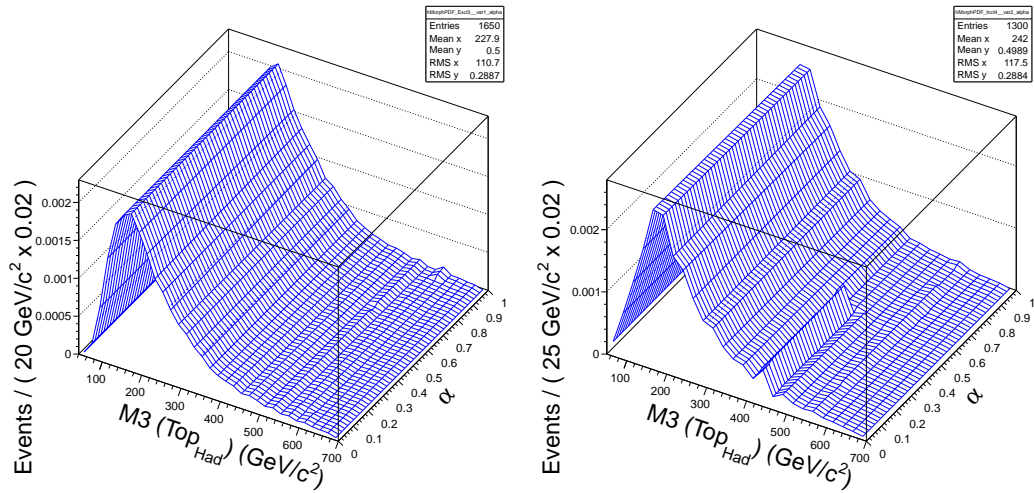 hMorphPDF_Excl3__var1_alpha
Entries 1650
Mean x 227.9
Mean y 0.5
RMS x 110.7
RMS y 0.2887
Events / ( 20 GeV/c² x 0.02 )
0.002
0.0015
0.001
0.0005
0
100
200
300
400
500
600
700
M3 (Top_Had) (GeV//c²)
0
0.1
0.2
0.3
0.4
0.5
0.6
0.7
0.8
0.9
1
α
hMorphPDF_Incl4__var2_alpha
Entries 1300
Mean x 242
Mean y 0.4989
RMS x 117.5
RMS y 0.2884
Events / ( 25 GeV/c² x 0.02 )
0.002
0.001
0
100
200
300
400
500
600
700
M3 (Top_Had) (GeV//c²)
0
0.1
0.2
0.3
0.4
0.5
0.6
0.7
0.8
0.9
1
α